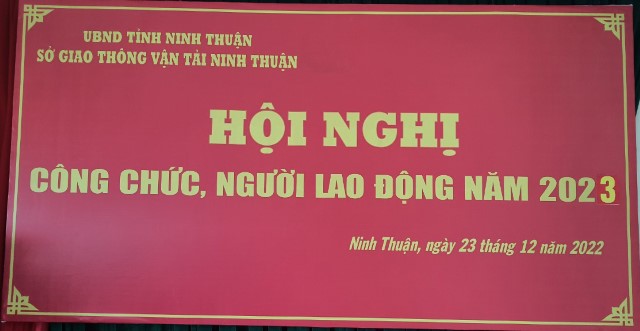 UBND TỈNH NINH THUẬN
SỞ GIAO THÔNG VẬN TẢI NINH THUẬN
HỘI NGHỊ
CÔNG CHỨC, NGƯỜI LAO ĐỘNG NĂM 2023
Ninh Thuận, ngày 23 tháng 12 năm 2022